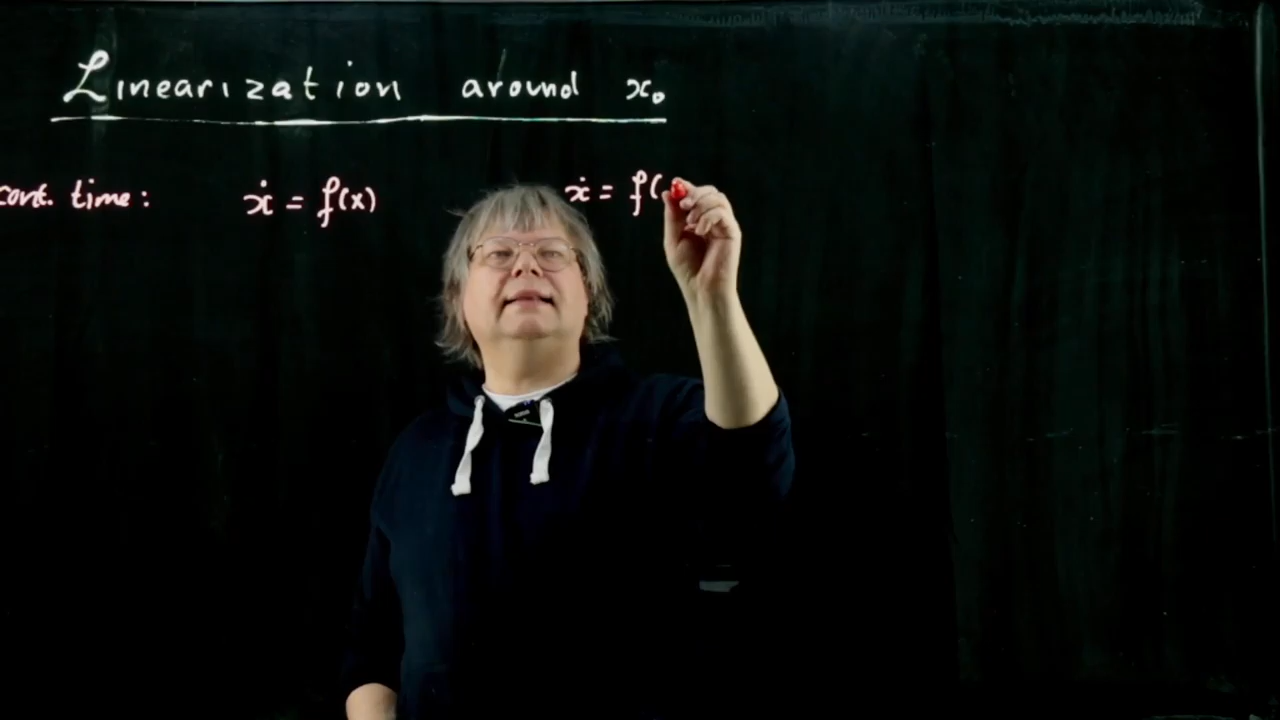 Linearization around x₀
cont. time: ẋ = f(x) ẋ = f(